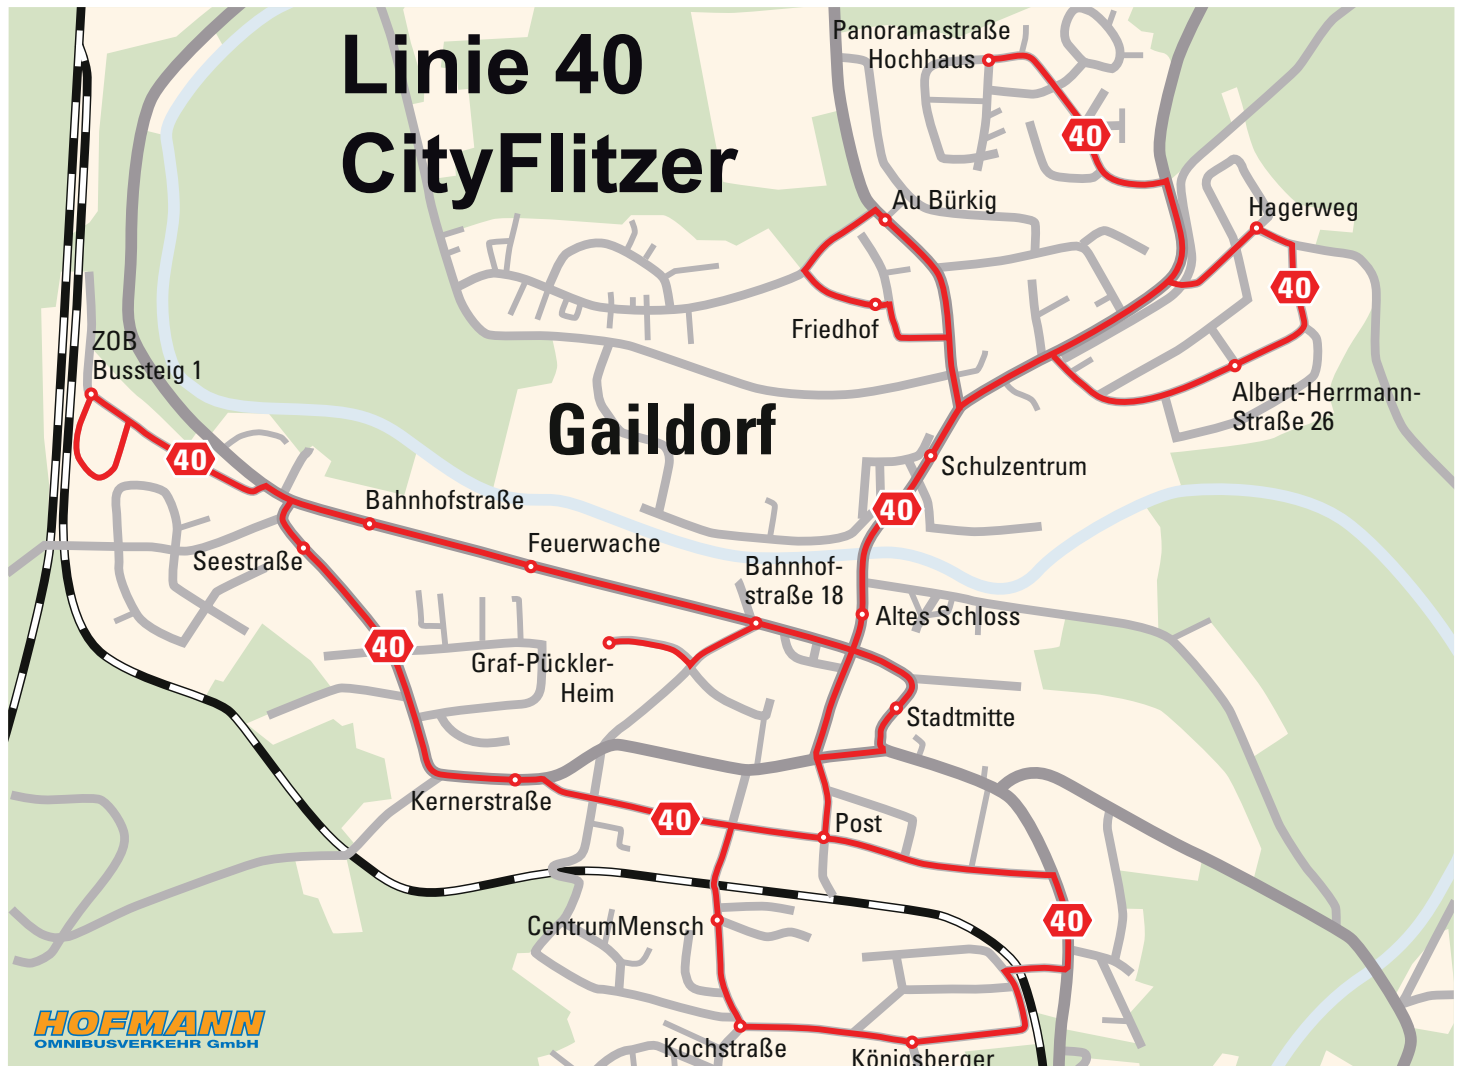 Linie 40
CityFlitzer
Panoramastraße
Hochhaus
40
Au Bürkig
Hagerweg
40
Friedhof
ZOB
Bussteig 1
Albert-Herrmann-
Straße 26
Gaildorf
40
Schulzentrum
Bahnhofstraße
40
Feuerwache
Seestraße
Bahnhof-
straße 18
Altes Schloss
40
Graf-Pückler-
Heim
Stadtmitte
Kernerstraße
40
Post
CentrumMensch
40
HOFMANN
OMNIBUSVERKEHR GmbH
Kochstraße
Königsberger